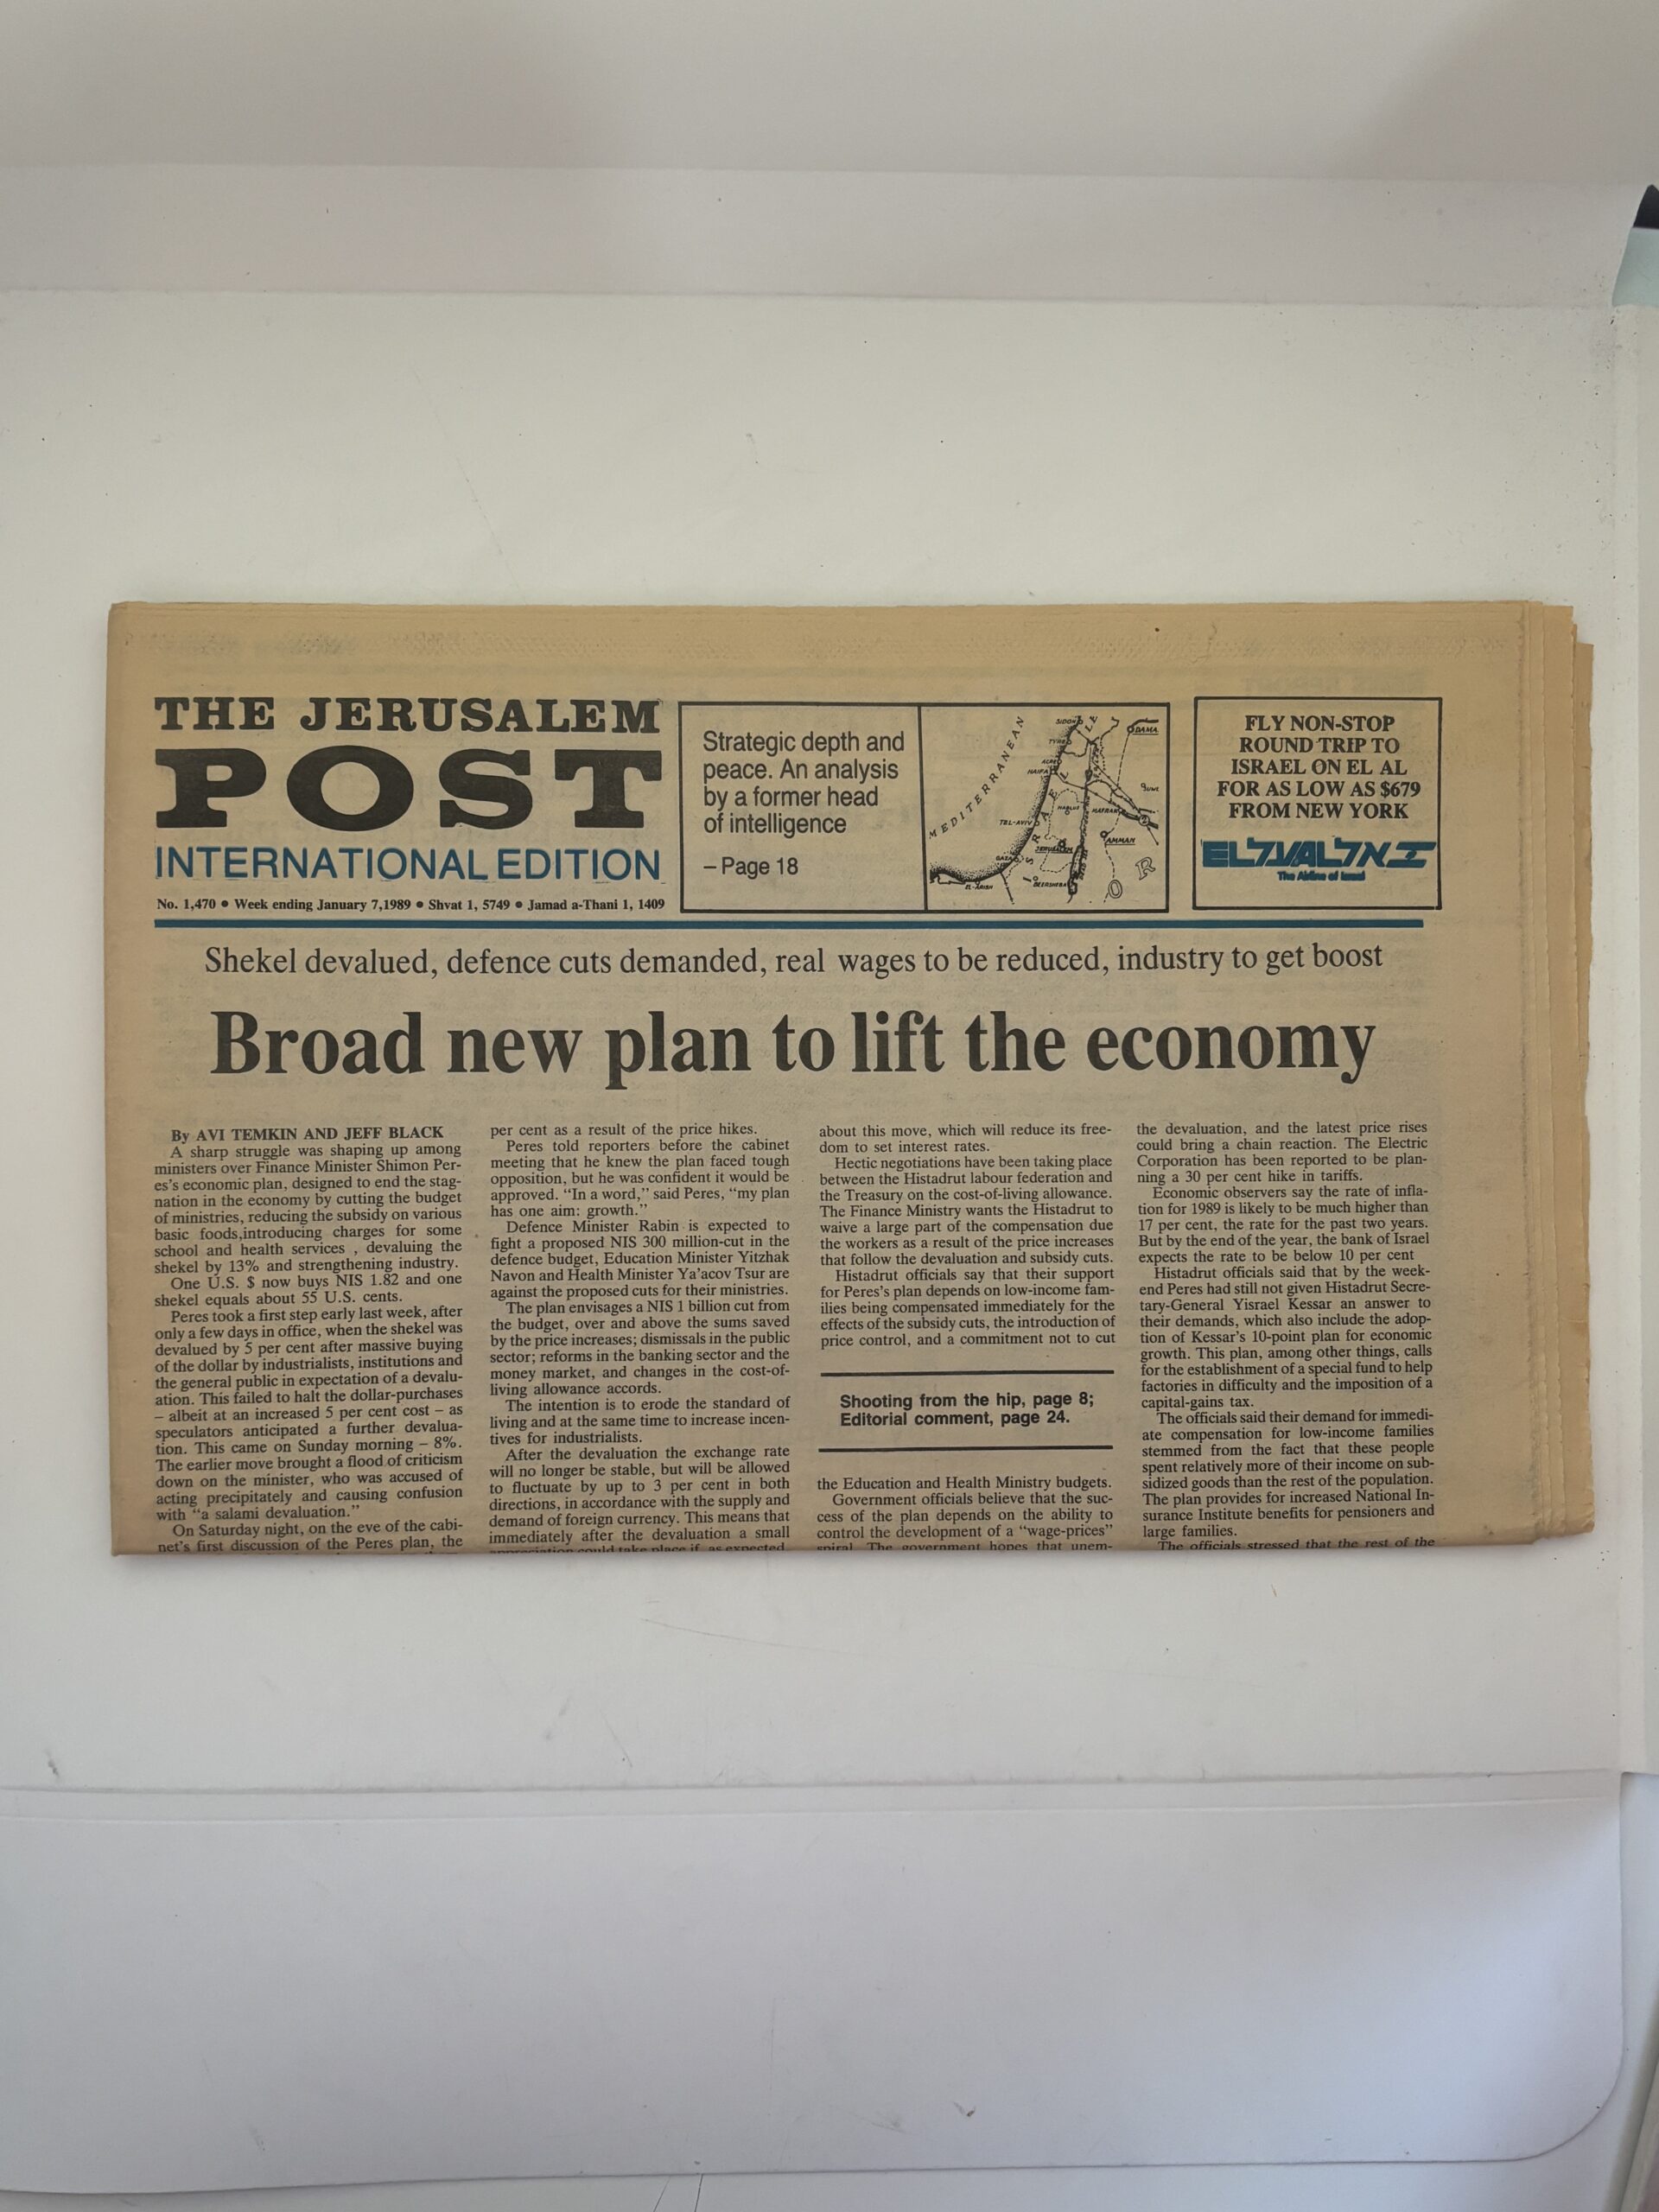 THE JERUSALEM
POST
INTERNATIONAL EDITION
No. 1,470 ● Week ending January 7,1989 ● Shvat 1, 5749 ● Jamad a-Thani 1, 1409
Strategic depth and
peace. An analysis
by a former head
of intelligence
– Page 18
MEDITERRANEAN
SIDON
TYRE
ACRE
HAIFA
DAMA
NABLUS
MAFRAK
TEL-AVIV
AMMAN
JERUSALEM
GAZA
EL-ARISH
BEERSHEBA
FLY NON-STOP
ROUND TRIP TO
ISRAEL ON EL AL
FOR AS LOW AS $679
FROM NEW YORK
EL AL אל על
The Airline of Israel
Shekel devalued, defence cuts demanded, real wages to be reduced, industry to get boost
Broad new plan to lift the economy
By AVI TEMKIN AND JEFF BLACK
A sharp struggle was shaping up among
ministers over Finance Minister Shimon Per-
es's economic plan, designed to end the stag-
nation in the economy by cutting the budget
of ministries, reducing the subsidy on various
basic foods,introducing charges for some
school and health services , devaluing the
shekel by 13% and strengthening industry.
One U.S. $ now buys NIS 1.82 and one
shekel equals about 55 U.S. cents.
Peres took a first step early last week, after
only a few days in office, when the shekel was
devalued by 5 per cent after massive buying
of the dollar by industrialists, institutions and
the general public in expectation of a devalu-
ation. This failed to halt the dollar-purchases
– albeit at an increased 5 per cent cost – as
speculators anticipated a further devalua-
tion. This came on Sunday morning – 8%.
The earlier move brought a flood of criticism
down on the minister, who was accused of
acting precipitately and causing confusion
with "a salami devaluation."
On Saturday night, on the eve of the cabi-
net's first discussion of the Peres plan, the
per cent as a result of the price hikes.
Peres told reporters before the cabinet
meeting that he knew the plan faced tough
opposition, but he was confident it would be
approved. "In a word," said Peres, "my plan
has one aim: growth."
Defence Minister Rabin is expected to
fight a proposed NIS 300 million-cut in the
defence budget, Education Minister Yitzhak
Navon and Health Minister Ya'acov Tsur are
against the proposed cuts for their ministries.
The plan envisages a NIS 1 billion cut from
the budget, over and above the sums saved
by the price increases; dismissals in the public
sector; reforms in the banking sector and the
money market, and changes in the cost-of-
living allowance accords.
The intention is to erode the standard of
living and at the same time to increase incen-
tives for industrialists.
After the devaluation the exchange rate
will no longer be stable, but will be allowed
to fluctuate by up to 3 per cent in both
directions, in accordance with the supply and
demand of foreign currency. This means that
immediately after the devaluation a small
appreciation could take place if, as expected,
about this move, which will reduce its free-
dom to set interest rates.
Hectic negotiations have been taking place
between the Histadrut labour federation and
the Treasury on the cost-of-living allowance.
The Finance Ministry wants the Histadrut to
waive a large part of the compensation due
the workers as a result of the price increases
that follow the devaluation and subsidy cuts.
Histadrut officials say that their support
for Peres's plan depends on low-income fam-
ilies being compensated immediately for the
effects of the subsidy cuts, the introduction of
price control, and a commitment not to cut
Shooting from the hip, page 8;
Editorial comment, page 24.
the Education and Health Ministry budgets.
Government officials believe that the suc-
cess of the plan depends on the ability to
control the development of a "wage-prices"
spiral. The government hopes that unem-
the devaluation, and the latest price rises
could bring a chain reaction. The Electric
Corporation has been reported to be plan-
ning a 30 per cent hike in tariffs.
Economic observers say the rate of infla-
tion for 1989 is likely to be much higher than
17 per cent, the rate for the past two years.
But by the end of the year, the bank of Israel
expects the rate to be below 10 per cent
Histadrut officials said that by the week-
end Peres had still not given Histadrut Secre-
tary-General Yisrael Kessar an answer to
their demands, which also include the adop-
tion of Kessar's 10-point plan for economic
growth. This plan, among other things, calls
for the establishment of a special fund to help
factories in difficulty and the imposition of a
capital-gains tax.
The officials said their demand for immedi-
ate compensation for low-income families
stemmed from the fact that these people
spent relatively more of their income on sub-
sidized goods than the rest of the population.
The plan provides for increased National In-
surance Institute benefits for pensioners and
large families.
The officials stressed that the rest of the